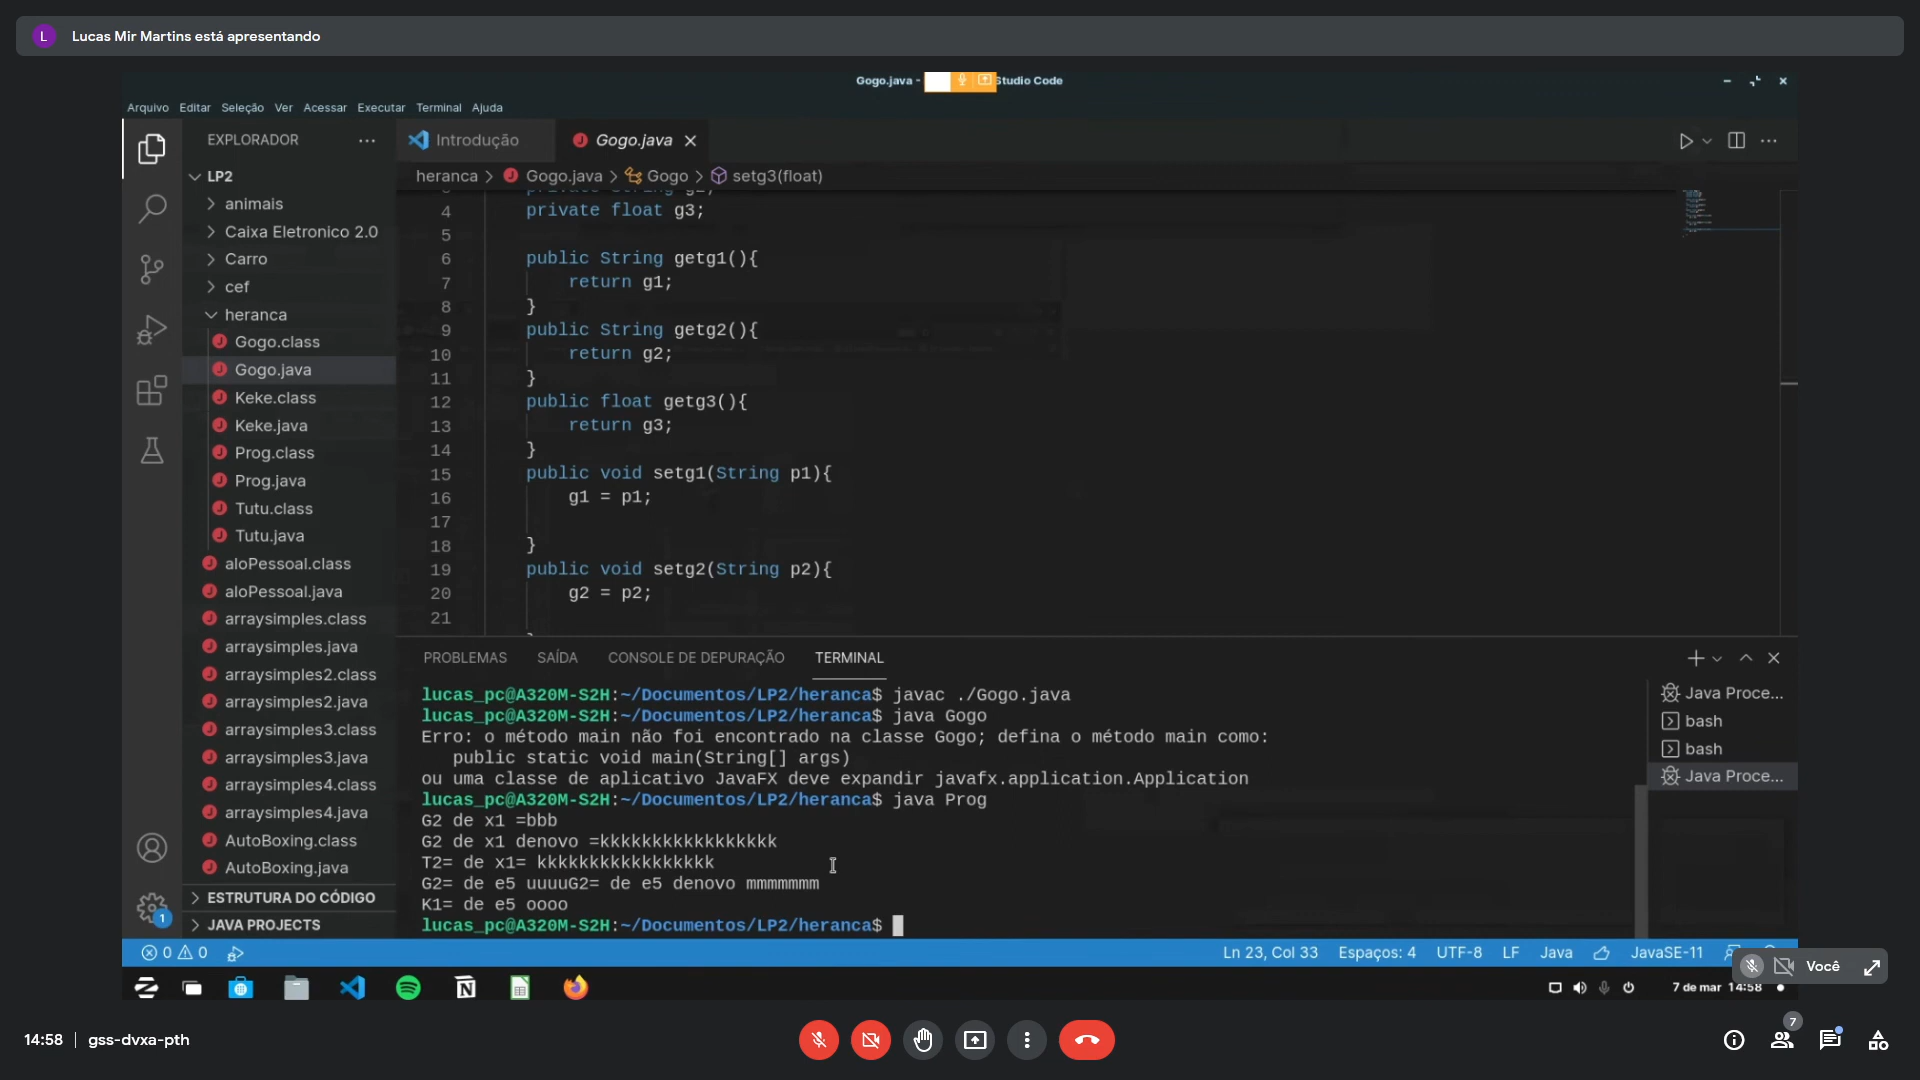 L Lucas Mir Martins está apresentando
Gogo.java - Studio Code
Arquivo Editar Seleção Ver Acessar Executar Terminal Ajuda
EXPLORADOR
Introdução Gogo.java
heranca > Gogo.java > Gogo > setg3(float)
LP2
animais
Caixa Eletronico 2.0
Carro
cef
heranca
Gogo.class
Gogo.java
Keke.class
Keke.java
Prog.class
Prog.java
Tutu.class
Tutu.java
aloPessoal.class
aloPessoal.java
arraysimples.class
arraysimples.java
arraysimples2.class
arraysimples2.java
arraysimples3.class
arraysimples3.java
arraysimples4.class
arraysimples4.java
AutoBoxing.class
AutoBoxing.java
ESTRUTURA DO CÓDIGO
JAVA PROJECTS
4 private float g3;
5
6 public String getg1(){
7 return g1;
8 }
9 public String getg2(){
10 return g2;
11 }
12 public float getg3(){
13 return g3;
14 }
15 public void setg1(String p1){
16 g1 = p1;
17
18 }
19 public void setg2(String p2){
20 g2 = p2;
21
PROBLEMAS SAÍDA CONSOLE DE DEPURAÇÃO TERMINAL
lucas_pc@A320M-S2H:~/Documentos/LP2/heranca$ javac ./Gogo.java
lucas_pc@A320M-S2H:~/Documentos/LP2/heranca$ java Gogo
Erro: o método main não foi encontrado na classe Gogo; defina o método main como:
public static void main(String[] args)
ou uma classe de aplicativo JavaFX deve expandir javafx.application.Application
lucas_pc@A320M-S2H:~/Documentos/LP2/heranca$ java Prog
G2 de x1 =bbb
G2 de x1 denovo =kkkkkkkkkkkkkkkkk
T2= de x1= kkkkkkkkkkkkkkkkk
G2= de e5 uuuuG2= de e5 denovo mmmmmmm
K1= de e5 oooo
lucas_pc@A320M-S2H:~/Documentos/LP2/heranca$
Java Proce...
bash
bash
Java Proce...
1
0 0
Ln 23, Col 33 Espaços: 4 UTF-8 LF Java JavaSE-11
Você
7 de mar 14:58
14:58 | gss-dvxa-pth
7